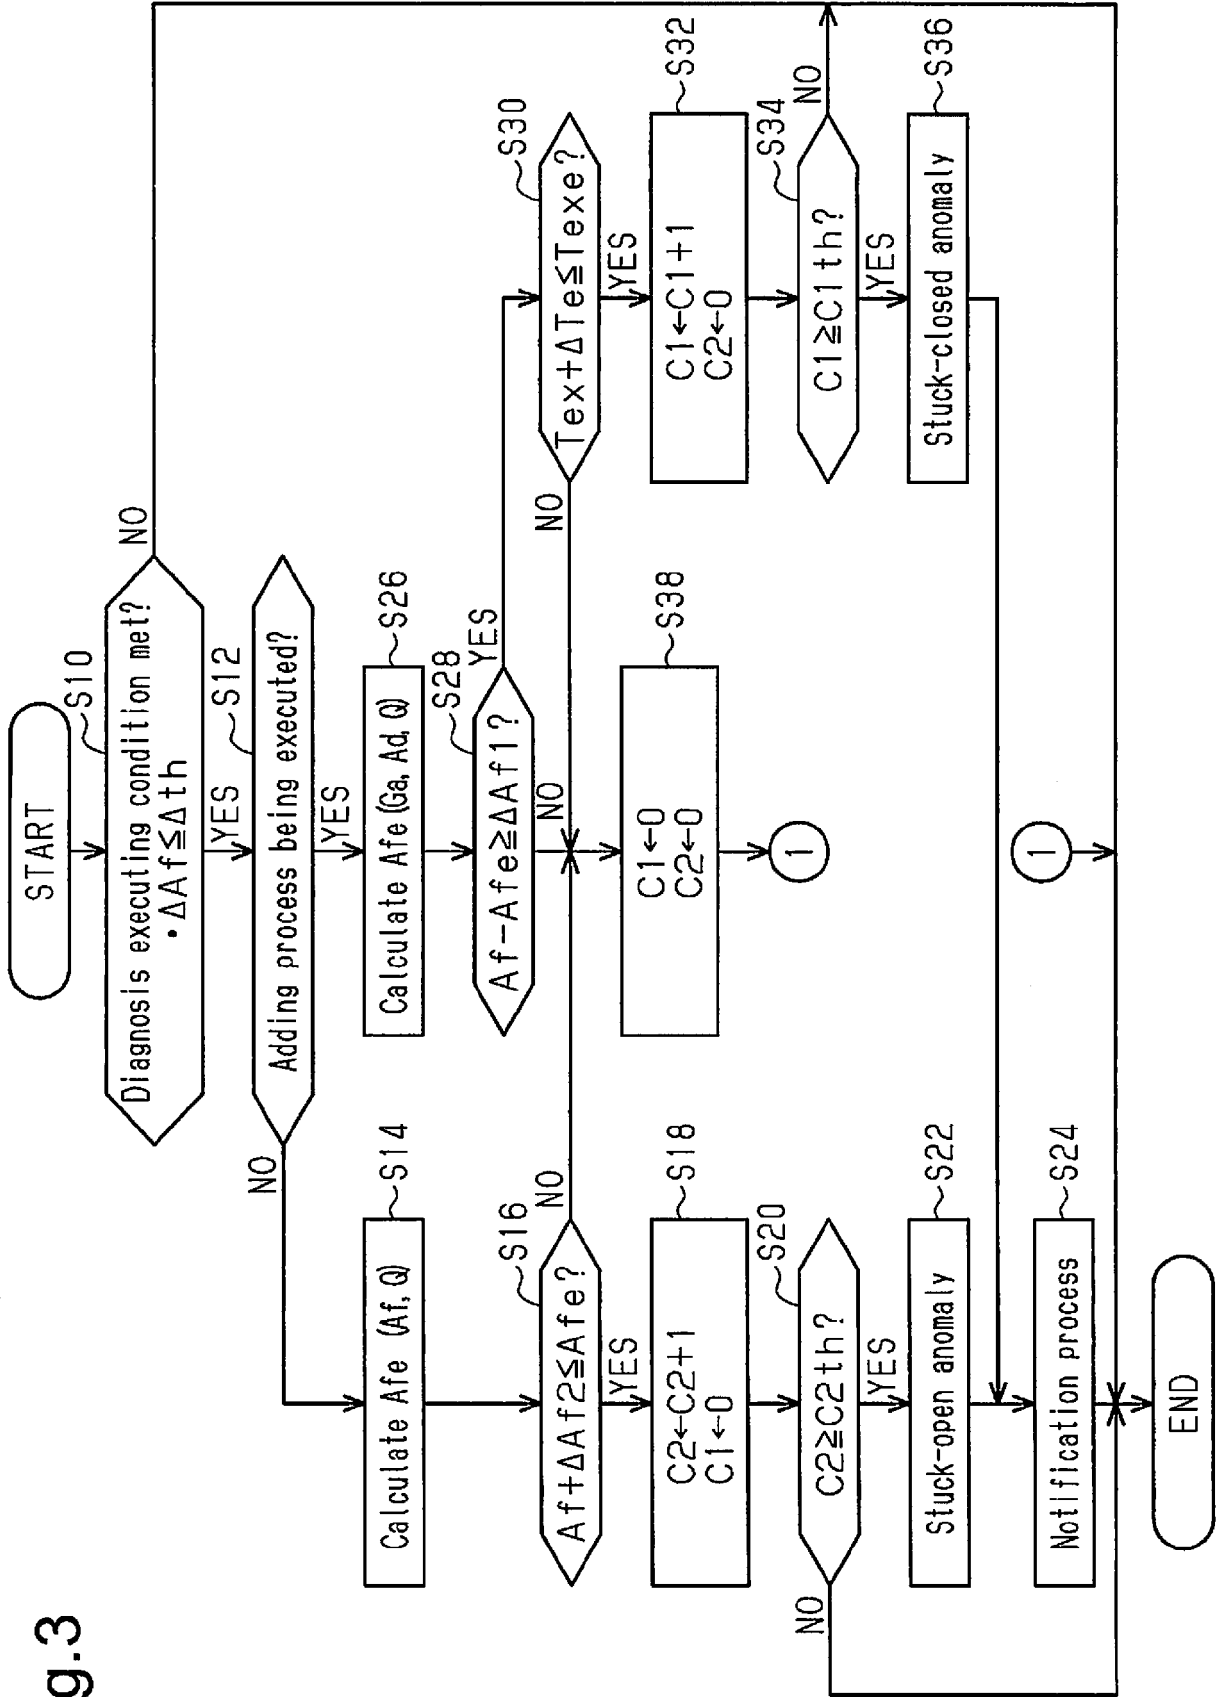 g.3
START
S10
Diagnosis executing condition met?
•ΔAf≦Δth
NO
YES
S12
Adding process being executed?
NO
YES
S14
Calculate Afe (Af, Q)
S26
Calculate Afe (Ga, Ad, Q)
S16
Af+ΔAf2≦Afe?
NO
YES
S28
Af-Afe≧ΔAf1?
YES
NO
S30
Tex+ΔTe≦Texe?
NO
YES
S18
C2←C2+1
C1←0
S38
C1←0
C2←0
S32
C1←C1+1
C2←0
S20
C2≧C2th?
NO
YES
1
S34
C1≧C1th?
NO
YES
S22
Stuck-open anomaly
S36
Stuck-closed anomaly
S24
Notification process
1
END